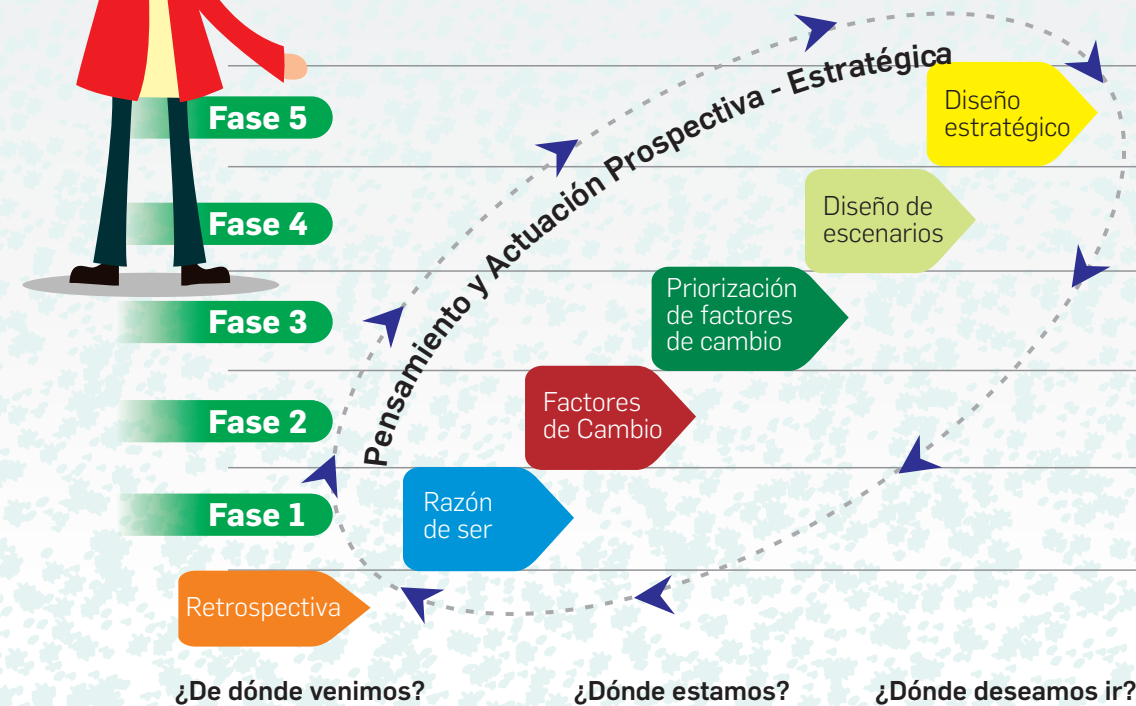 Pensamiento y Actuación Prospectiva - Estratégica
Fase 5
Diseño
estratégico
Fase 4
Diseño de
escenarios
Fase 3
Priorización
de factores
de cambio
Fase 2
Factores
de Cambio
Fase 1
Razón
de ser
Retrospectiva
¿De dónde venimos?
¿Dónde estamos?
¿Dónde deseamos ir?